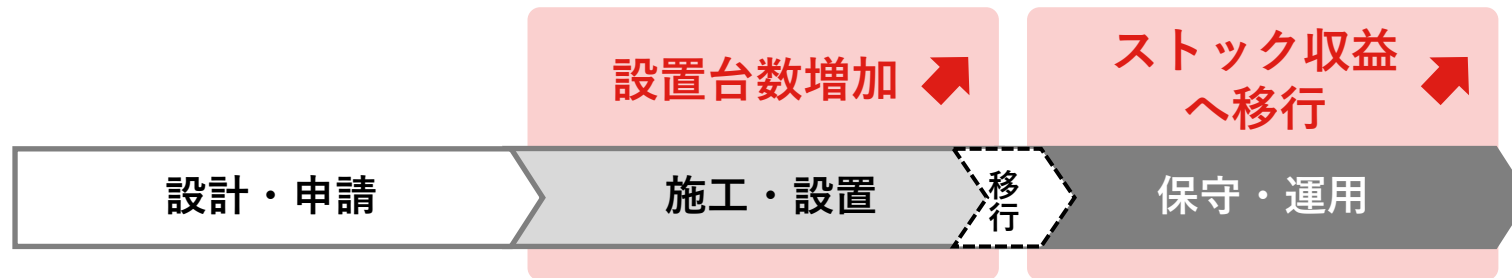 設置台数増加
ストック収益
へ移行
設計・申請
施工・設置
移行
保守・運用